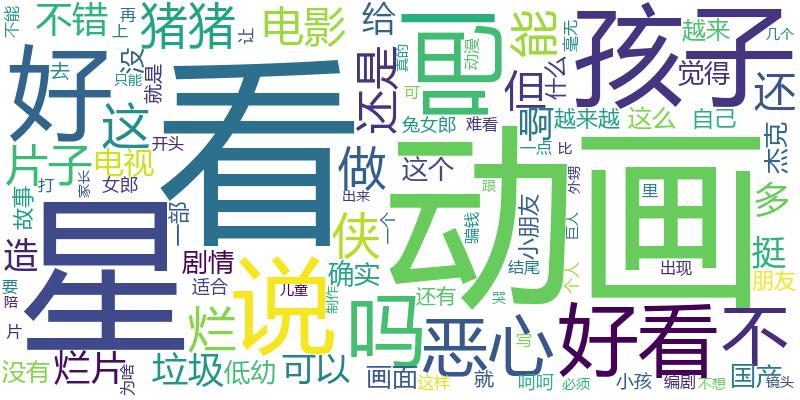 不能
再
上
不错
猪猪
让
电影
给
画
能
孩子
越来
几个
好
去
没
只能
就是
看
还是
真的
动漫
可
但
什么
毫无
觉得
还
这
片子
电视
开头
做
兔女郎
难看
哥
越来越
这么
自己
杰克
一点
比
故事
打
家长
女郎
一部
出来
这个
动画
外甥
里
多
星
侠
一个
骗钱
小朋友
巨人
造
剧情
确实
结尾
个人
出现
挺
朋友
要
陪
适合
儿童
制作
说
还有
哭
片
烂
吗
恶心
写
好看
不
没有
烂片
为啥
垃圾
低幼
可以
画面
这样
就
呵呵
必须
小孩
编剧
不想
国产
镜头